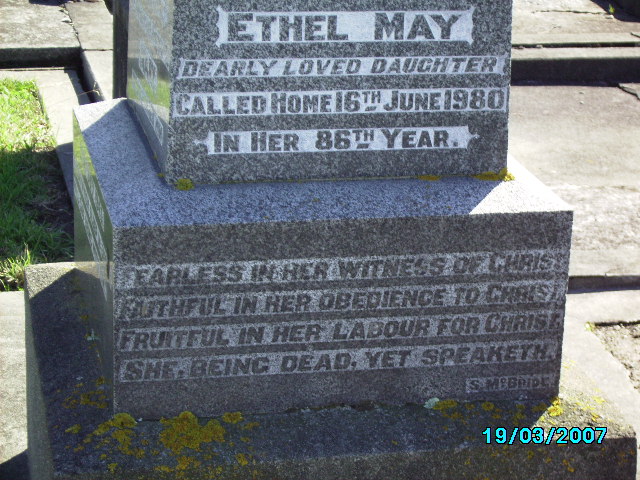 ETHEL MAY
DEARLY LOVED DAUGHTER
CALLED HOME 16TH JUNE 1980
IN HER 86TH YEAR.
FEARLESS IN HER WITNESS OF CHRIST
FAITHFUL IN HER OBEDIENCE TO CHRIST,
FRUITFUL IN HER LABOUR FOR CHRIST.
SHE, BEING DEAD, YET SPEAKETH.
S. McBRIDE
19/03/2007